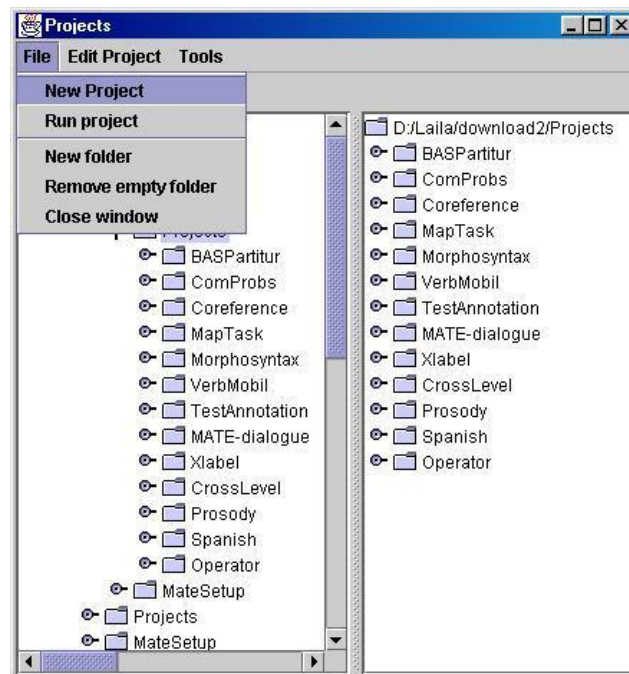 Projects
File Edit Project Tools
New Project
Run project
New folder
Remove empty folder
Close window
Projects
BASPartitur
ComProbs
Coreference
MapTask
Morphosyntax
VerbMobil
TestAnnotation
MATE-dialogue
Xlabel
CrossLevel
Prosody
Spanish
Operator
MateSetup
Projects
MateSetup
D:/Laila/download2/Projects
BASPartitur
ComProbs
Coreference
MapTask
Morphosyntax
VerbMobil
TestAnnotation
MATE-dialogue
Xlabel
CrossLevel
Prosody
Spanish
Operator